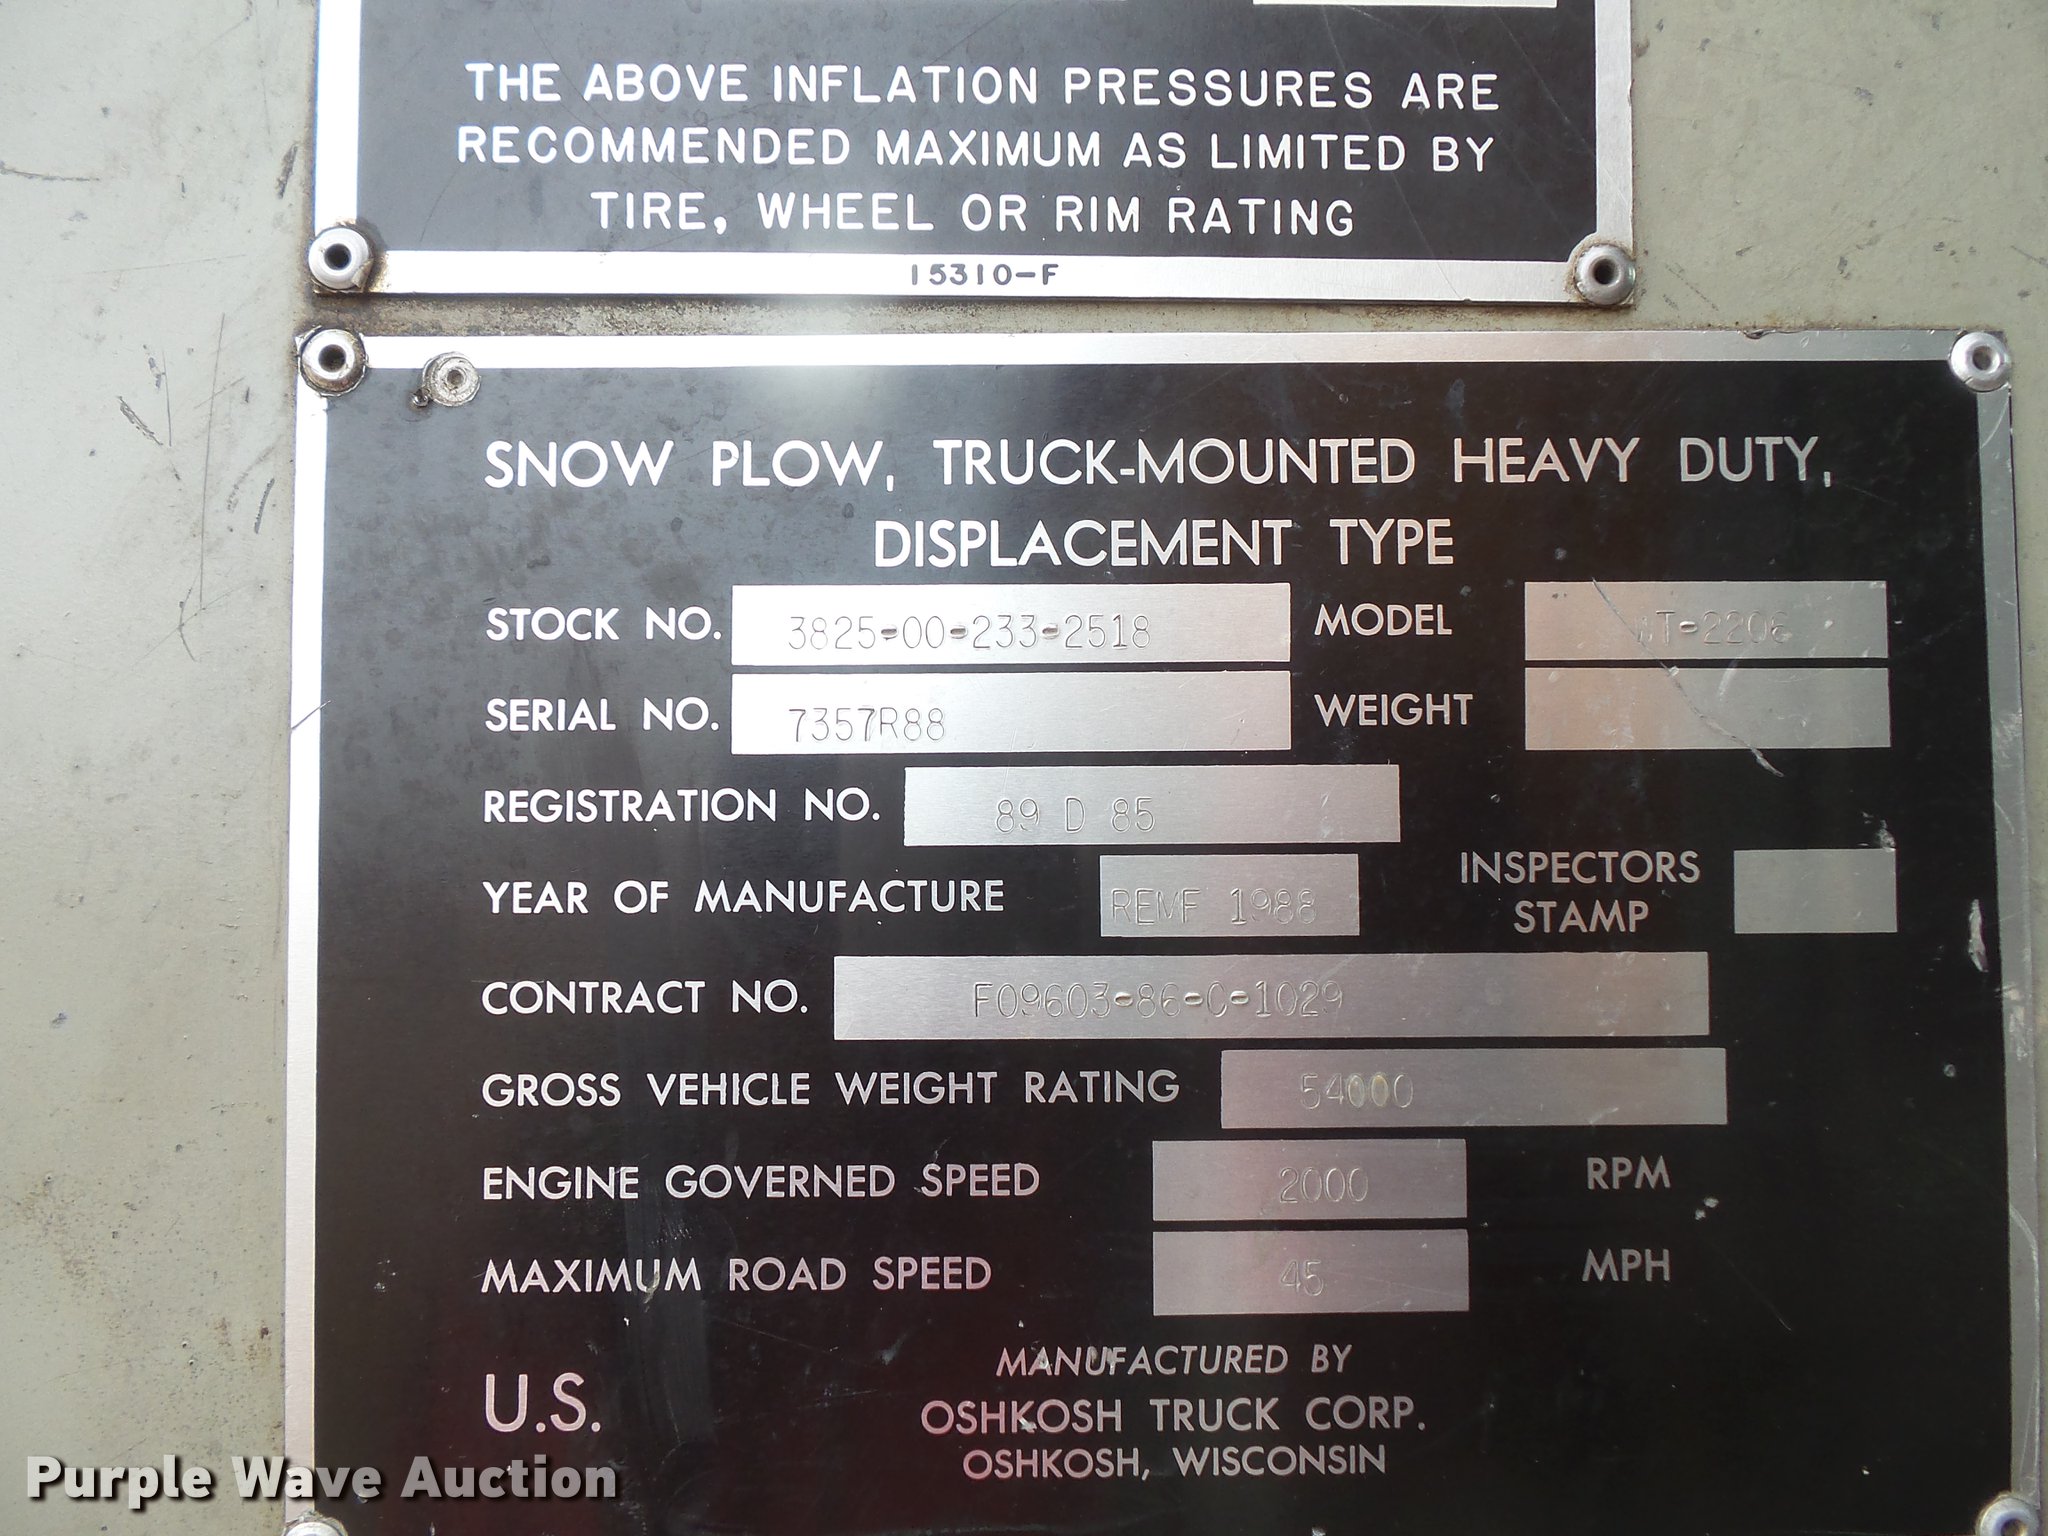 THE ABOVE INFLATION PRESSURES ARE
RECOMMENDED MAXIMUM AS LIMITED BY
TIRE, WHEEL OR RIM RATING
15310-F
SNOW PLOW, TRUCK-MOUNTED HEAVY DUTY,
DISPLACEMENT TYPE
STOCK NO. 3825-00-233-2518 MODEL WT-2206
SERIAL NO. 7357R88 WEIGHT
REGISTRATION NO. 89 D 85
YEAR OF MANUFACTURE REMF 1988 INSPECTORS STAMP
CONTRACT NO. F09603-86-C-1029
GROSS VEHICLE WEIGHT RATING 54000
ENGINE GOVERNED SPEED 2000 RPM
MAXIMUM ROAD SPEED 45 MPH
U.S.
MANUFACTURED BY
OSHKOSH TRUCK CORP.
OSHKOSH, WISCONSIN
Purple Wave Auction